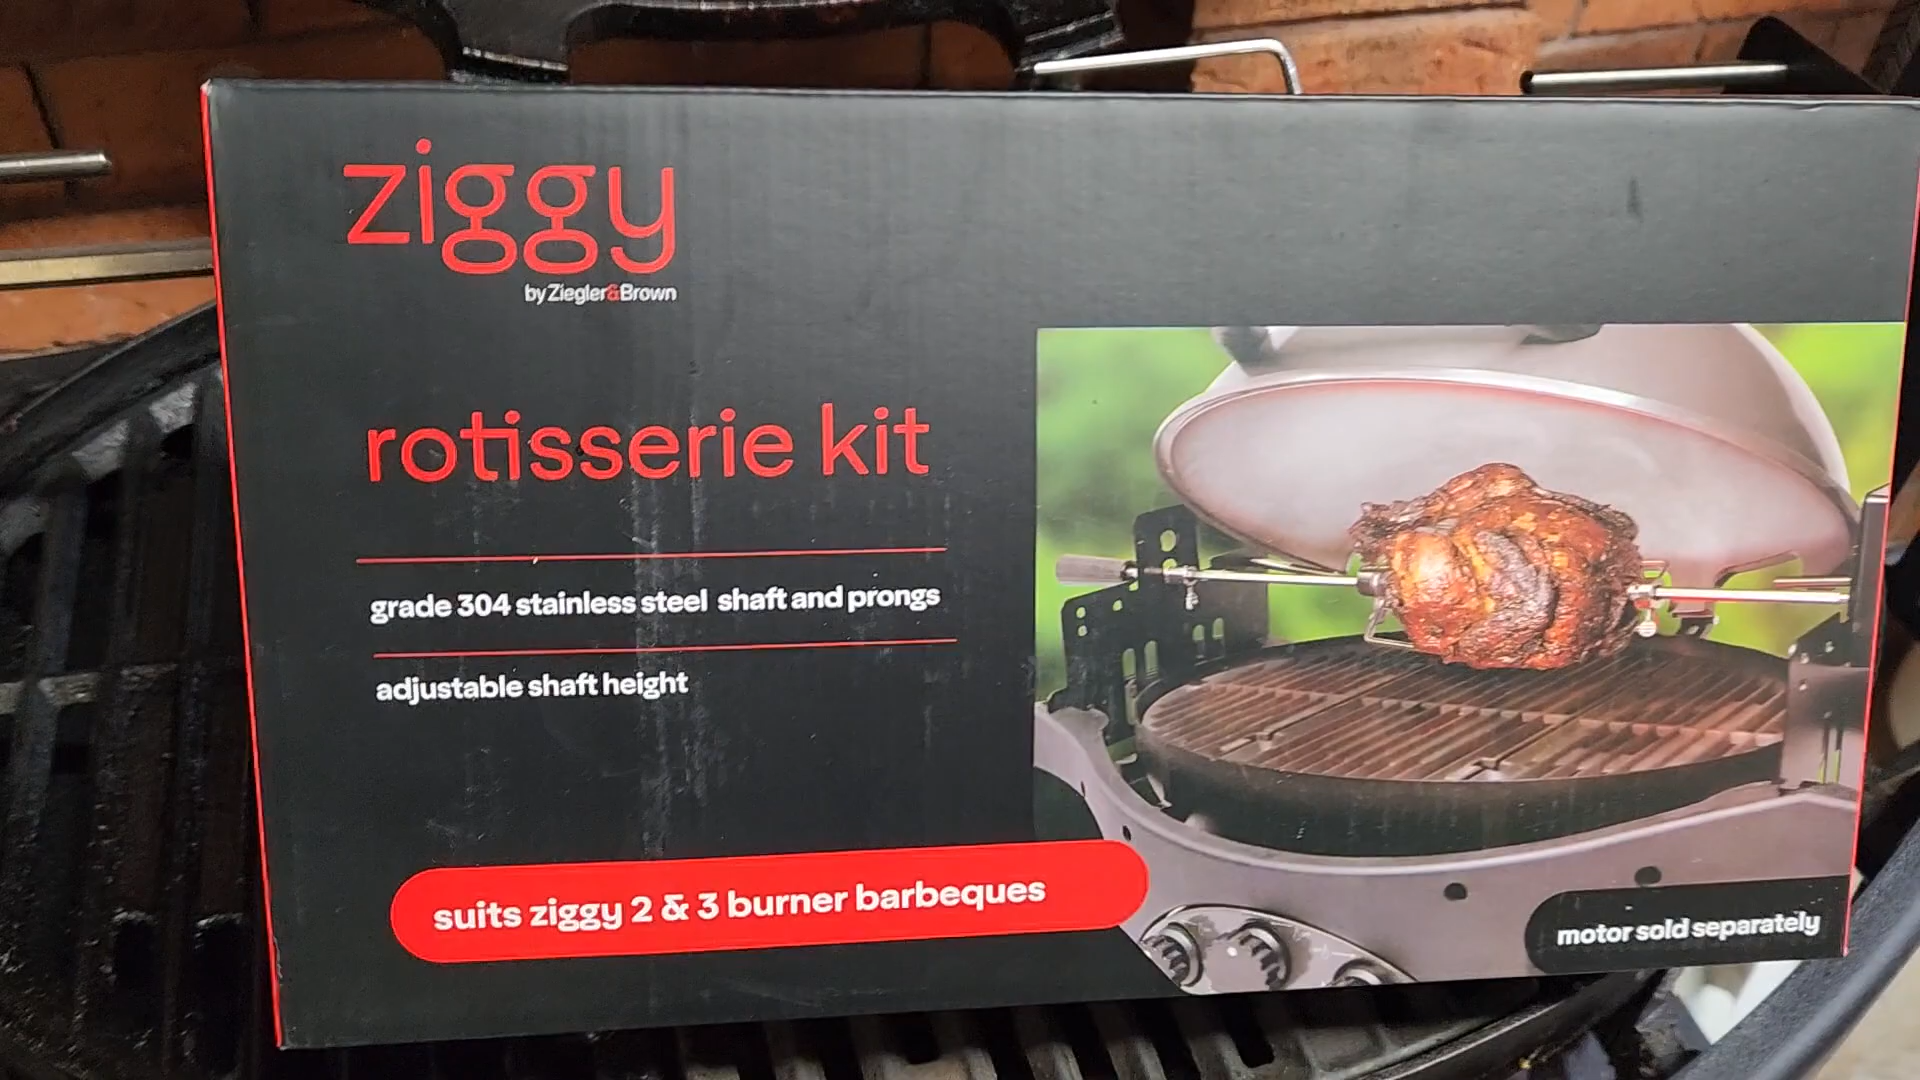 ziggy
by Ziegler&Brown
rotisserie kit
grade 304 stainless steel shaft and prongs
adjustable shaft height
suits ziggy 2 & 3 burner barbeques
motor sold separately